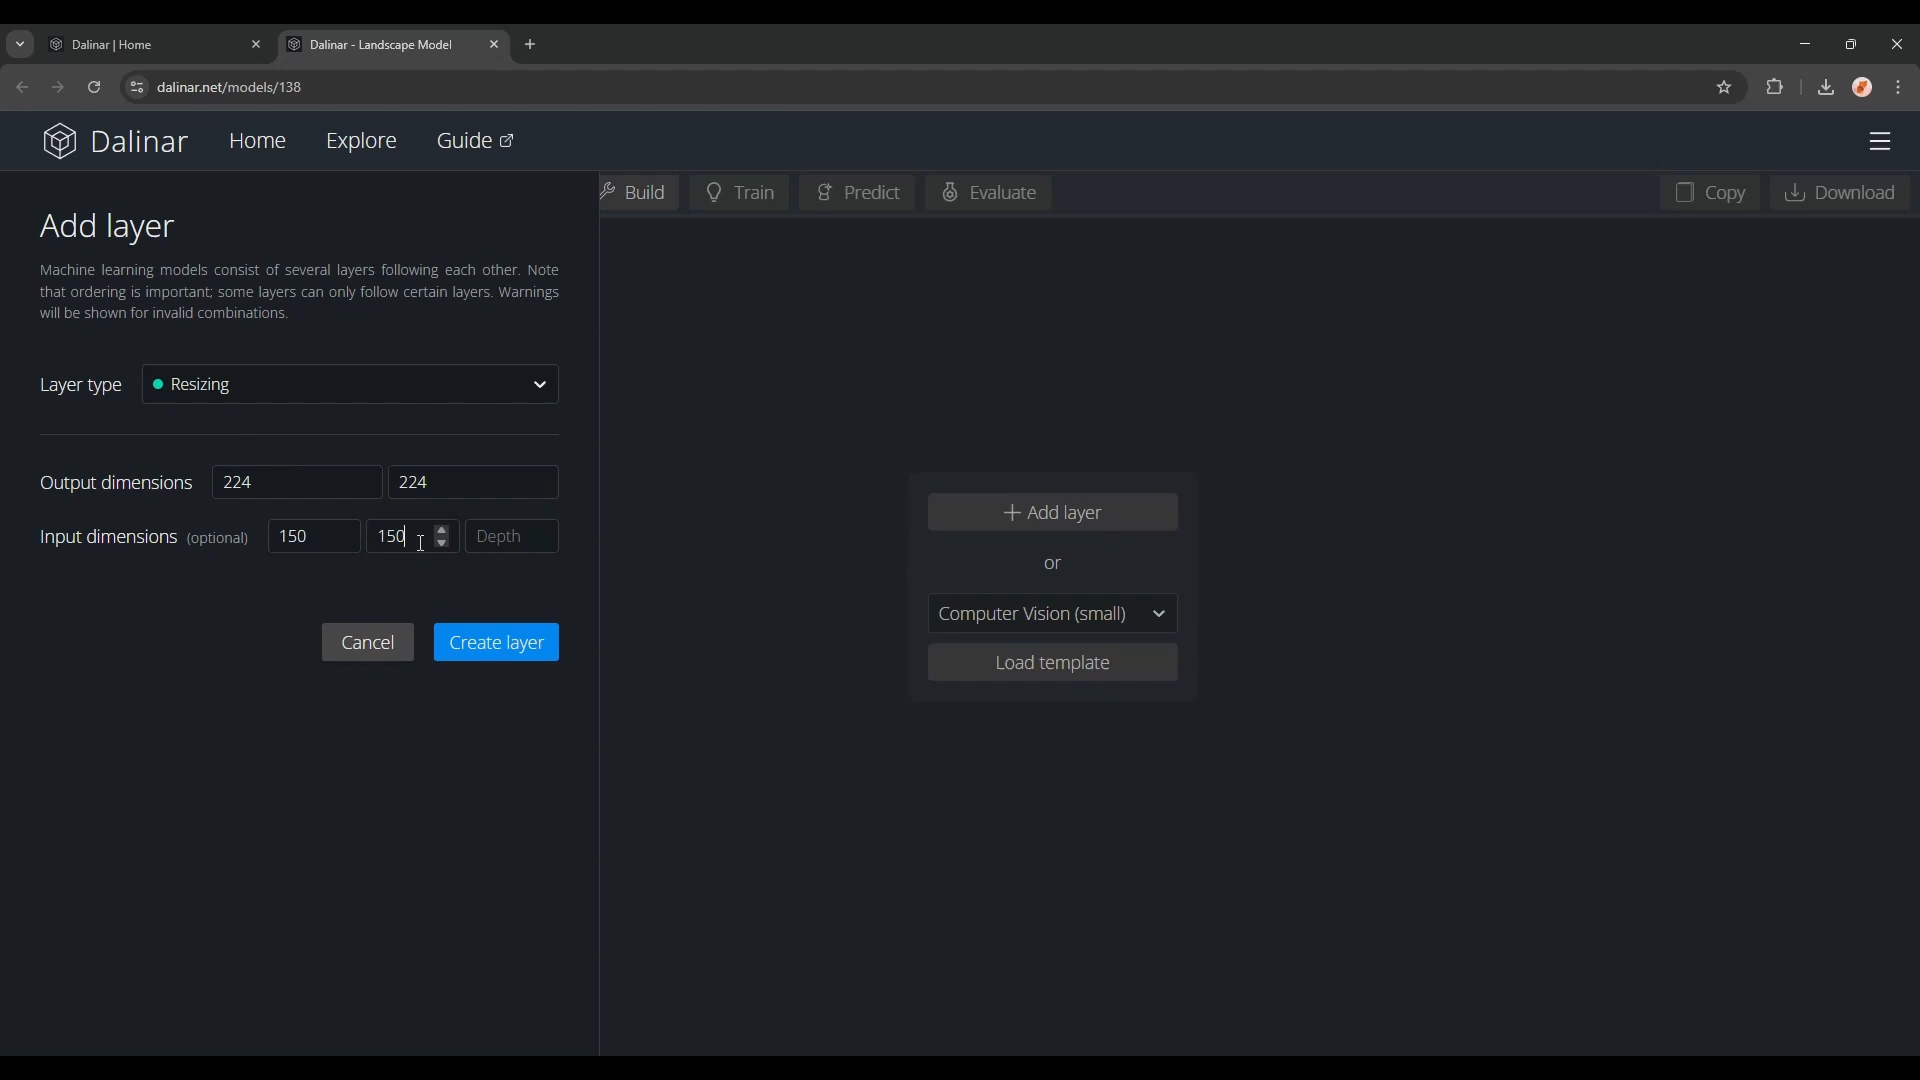 Dalinar | Home
Dalinar - Landscape Model
dalinar.net/models/138
Dalinar Home Explore Guide
Build Train Predict Evaluate Copy Download
Add layer
Machine learning models consist of several layers following each other. Note
that ordering is important; some layers can only follow certain layers. Warnings
will be shown for invalid combinations.
Layer type Resizing
Output dimensions 224 224
Input dimensions (optional) 150 150 Depth
Cancel Create layer
Add layer
or
Computer Vision (small)
Load template